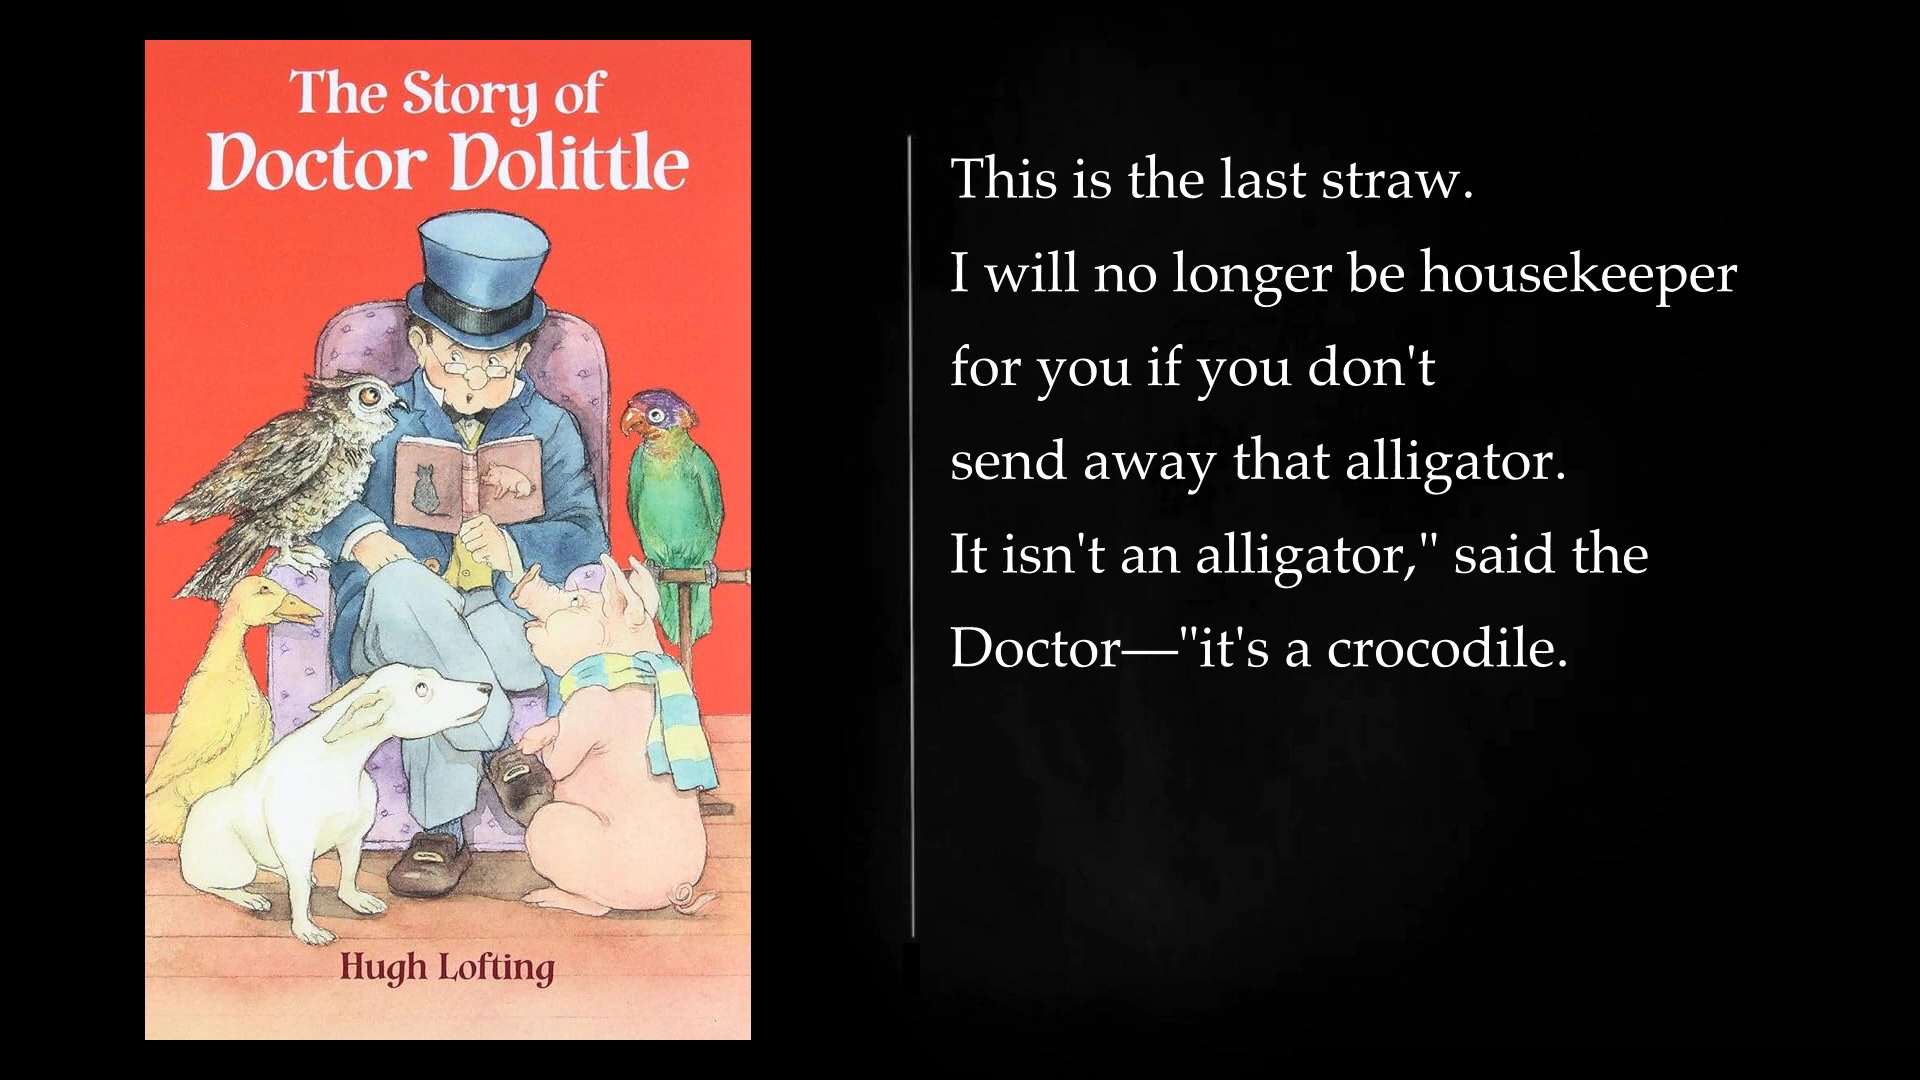 The Story of
Doctor Dolittle
Hugh Lofting
This is the last straw.
I will no longer be housekeeper
for you if you don't
send away that alligator.
It isn't an alligator," said the
Doctor—"it's a crocodile.